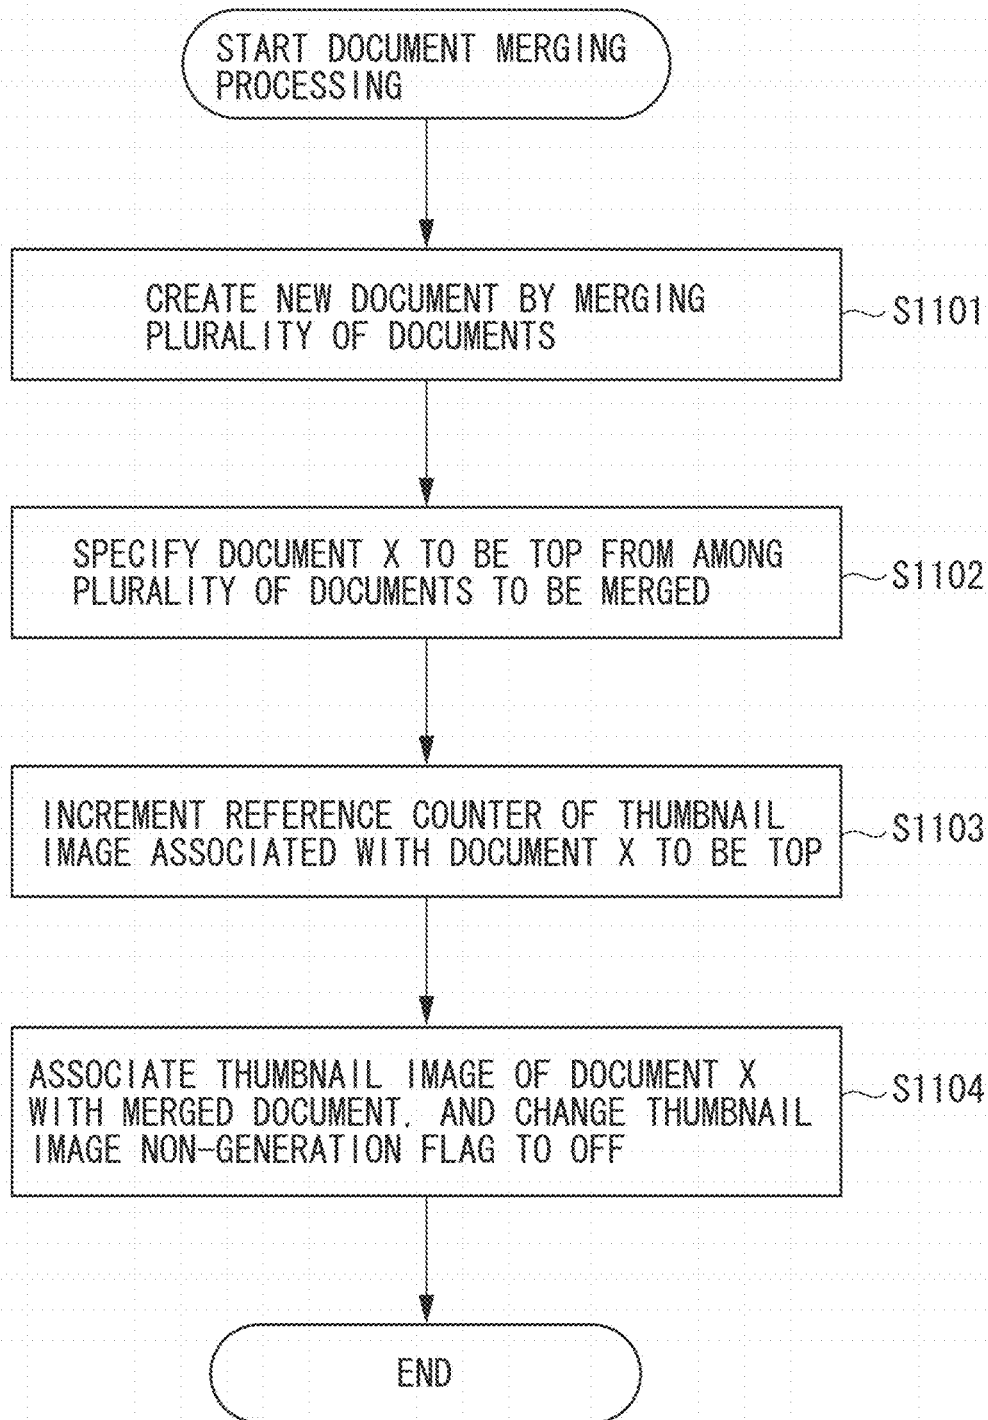 START DOCUMENT MERGING
PROCESSING
CREATE NEW DOCUMENT BY MERGING
PLURALITY OF DOCUMENTS
S1101
SPECIFY DOCUMENT X TO BE TOP FROM AMONG
PLURALITY OF DOCUMENTS TO BE MERGED
S1102
INCREMENT REFERENCE COUNTER OF THUMBNAIL
IMAGE ASSOCIATED WITH DOCUMENT X TO BE TOP
S1103
ASSOCIATE THUMBNAIL IMAGE OF DOCUMENT X
WITH MERGED DOCUMENT, AND CHANGE THUMBNAIL
IMAGE NON-GENERATION FLAG TO OFF
S1104
END